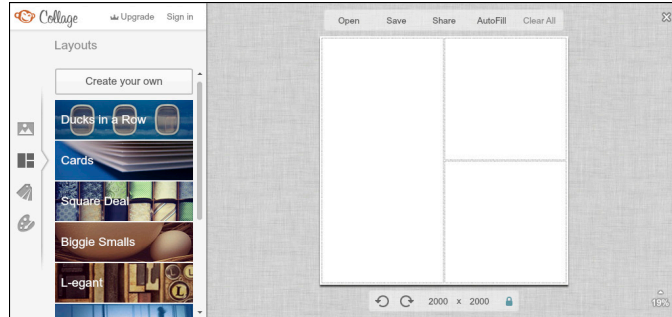 Collage
Upgrade
Sign in
Layouts
Create your own
Ducks in a Row
Cards
Square Deal
Biggie Smalls
L-egant
Open
Save
Share
AutoFill
Clear All
2000 x 2000
19%